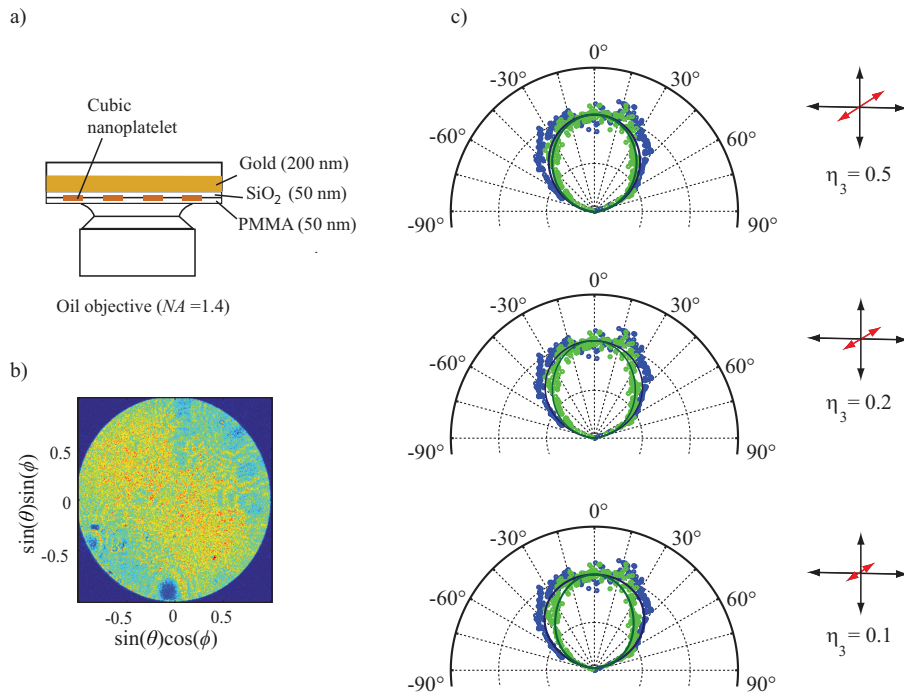 a)
Cubic
nanoplatelet
Gold (200 nm)
SiO₂ (50 nm)
PMMA (50 nm)
Oil objective (NA =1.4)
b)
sin(θ)sin(ϕ)
0.5
0
-0.5
-0.5 0 0.5
sin(θ)cos(ϕ)
c)
0°
-30° 30°
-60° 60°
-90° 90°
η₃= 0.5
0°
-30° 30°
-60° 60°
-90° 90°
η₃= 0.2
0°
-30° 30°
-60° 60°
-90° 90°
η₃= 0.1